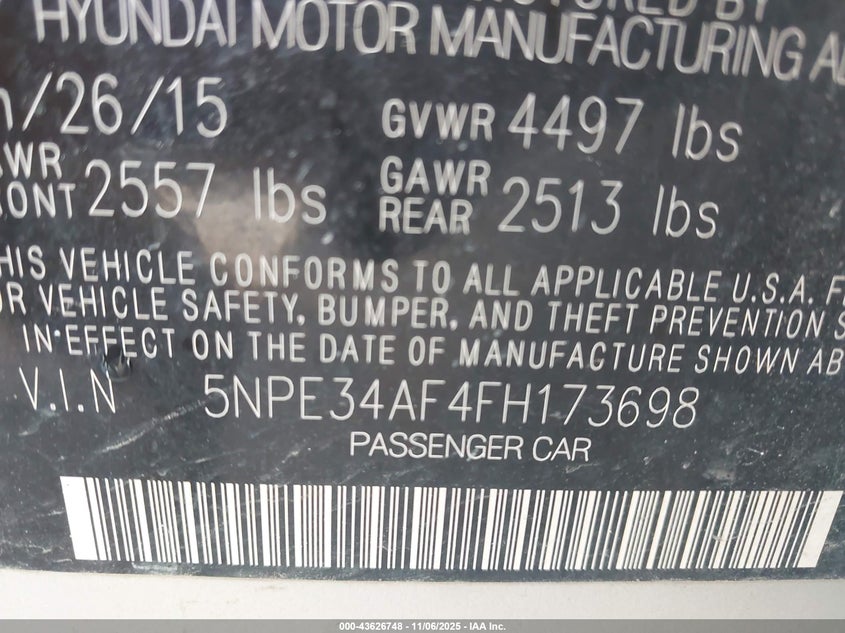 HYUNDAI MOTOR MANUFACTURING
/26/15 GVWR 4497 lbs
2557 lbs
GAWR
REAR 2513 lbs
THIS VEHICLE CONFORMS TO ALL APPLICABLE U.S.A.
VEHICLE SAFETY, BUMPER, AND THEFT PREVENTION
IN EFFECT ON THE DATE OF MANUFACTURE SHOWN
V.I.N 5NPE34AF4FH173698
PASSENGER CAR
000-43626748 - 11/06/2025 - IAA Inc.